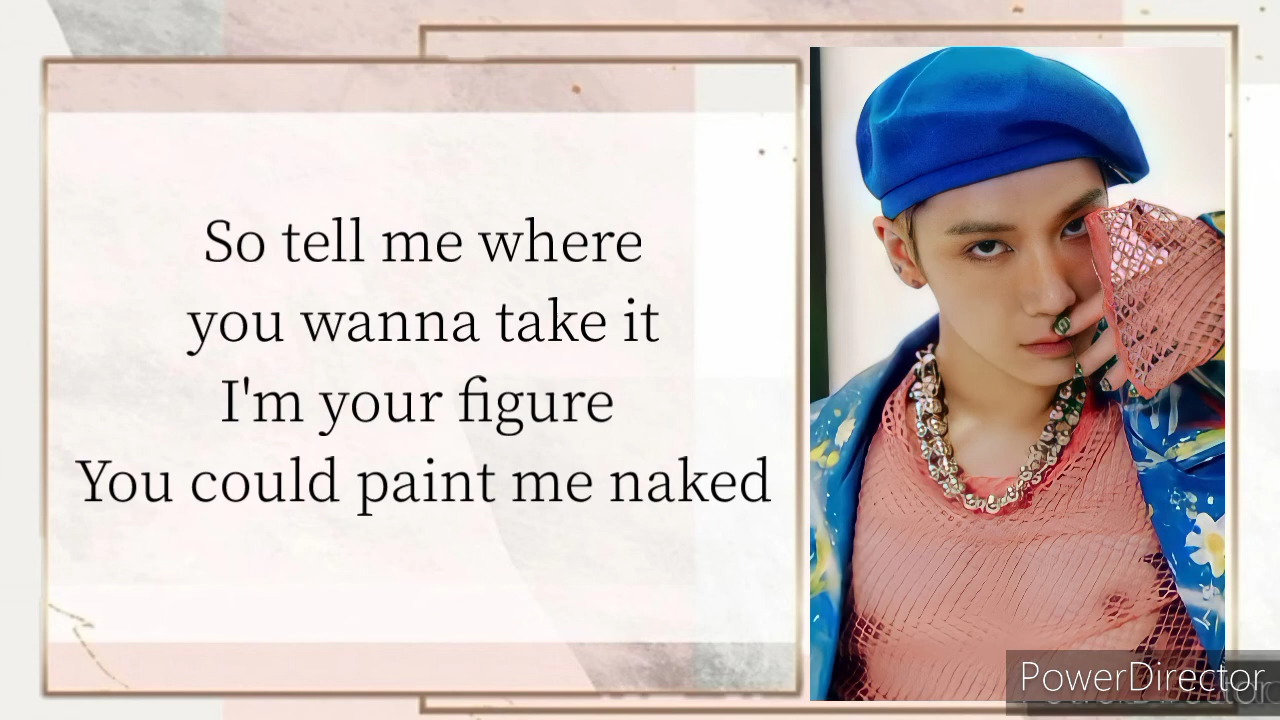 So tell me where
you wanna take it
I'm your figure
You could paint me naked
PowerDirector